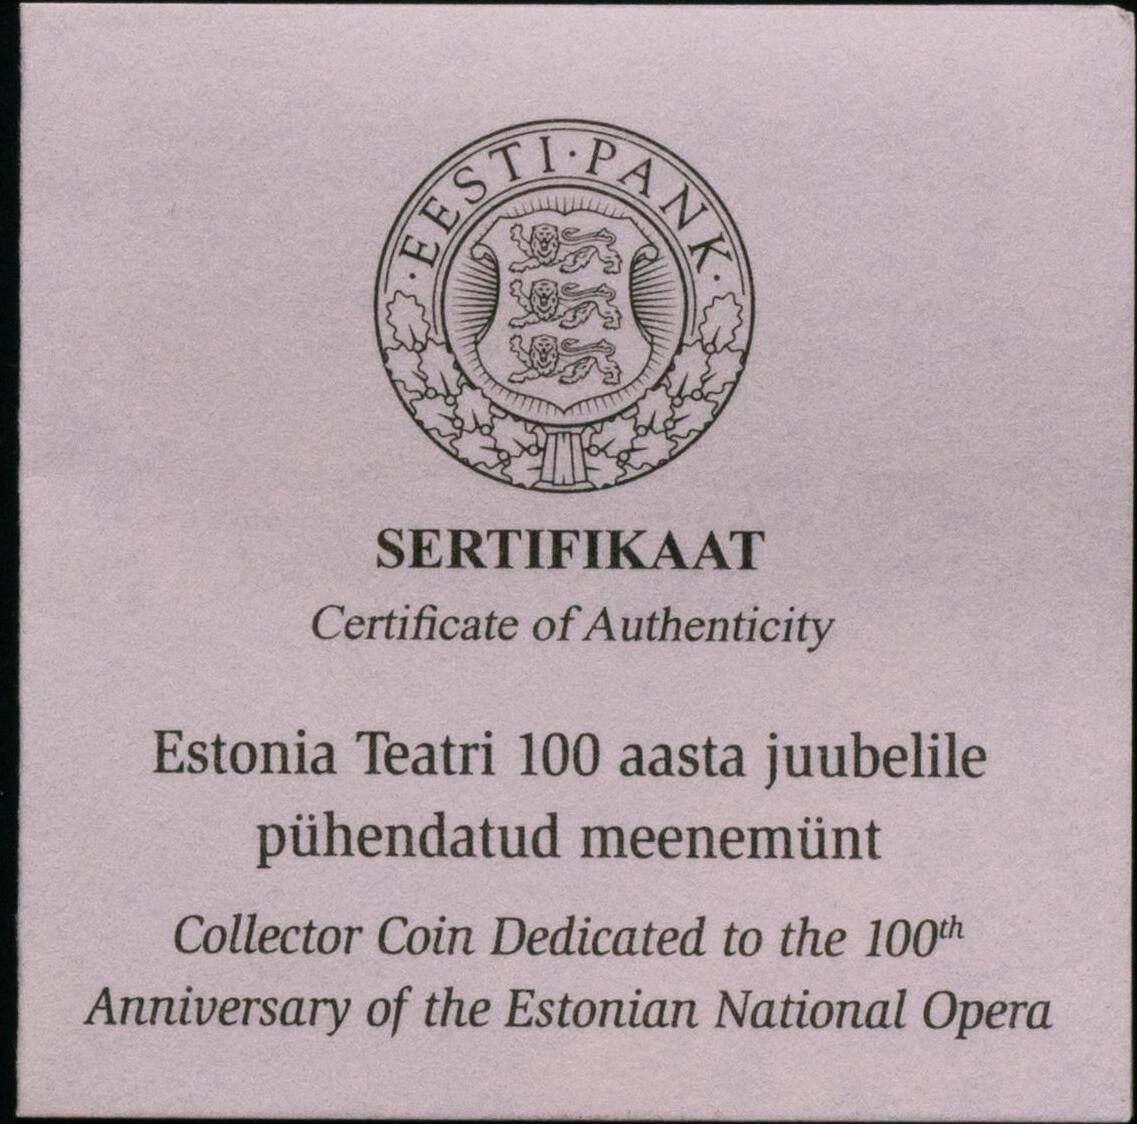 · EESTI · PANK ·
SERTIFIKAAT
Certificate of Authenticity
Estonia Teatri 100 aasta juubelile
pühendatud meenemünt
Collector Coin Dedicated to the 100th
Anniversary of the Estonian National Opera